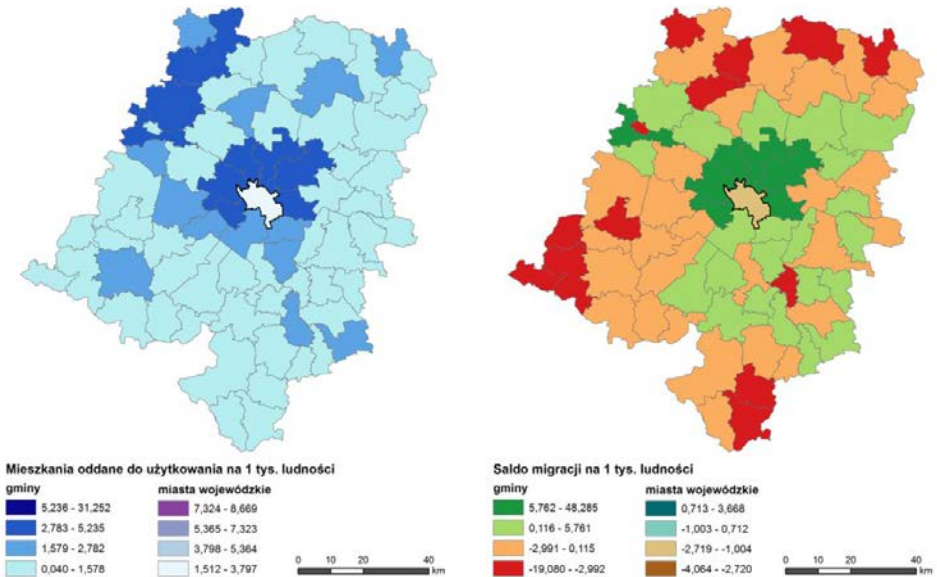 Mieszkania oddane do użytkowania na 1 tys. ludności
gminy
5,236 - 31,252
2,783 - 5,235
1,579 - 2,782
0,040 - 1,578
miasta wojewódzkie
7,324 - 8,669
5,365 - 7,323
3,798 - 5,364
1,512 - 3,797
0 10 20 40
km
Saldo migracji na 1 tys. ludności
gminy
5,762 - 48,285
0,116 - 5,761
-2,991 - 0,115
-19,080 - -2,992
miasta wojewódzkie
0,713 - 3,668
-1,003 - 0,712
-2,719 - -1,004
-4,064 - -2,720
0 10 20 40
km